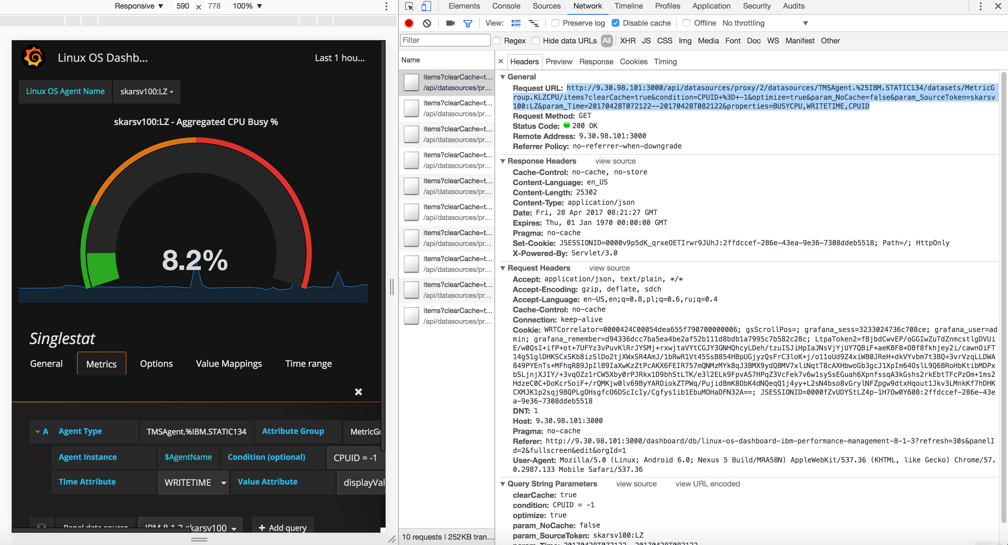 Responsive ▼ 590 × 778 100% ▼
Elements Console Sources Network Timeline Profiles Application Security Audits
View: Preserve log Disable cache Offine No throttling
Filter Regex Hide data URLs All XHR JS CSS Img Media Font Doc WS Manifest Other
Linux OS Dashb...
Last 1 hou...
Linux OS Agent Name skarsv100:LZ
skarsv100:LZ - Aggregated CPU Busy %
8.2%
Singlestat
General Metrics Options Value Mappings Time range
A Agent Type TMSAgent.%IBM.STATIC134 Attribute Group MetricGr
Agent Instance $AgentName Condition (optional) CPUID = -1
Time Attribute WRITETIME Value Attribute displayVal
Panel data source IPM 8.1.3 skarsv100 + Add query
Name
items?clearCache=t...
/api/datasources/pr...
items?clearCache=t...
/api/datasources/pr...
items?clearCache=t...
/api/datasources/pr...
items?clearCache=t...
/api/datasources/pr...
items?clearCache=t...
/api/datasources/pr...
items?clearCache=t...
/api/datasources/pr...
items?clearCache=t...
/api/datasources/pr...
items?clearCache=t...
/api/datasources/pr...
items?clearCache=t...
/api/datasources/pr...
items?clearCache=t...
/api/datasources/pr...
10 requests | 252KB tran...
× Headers Preview Response Cookies Timing
▼ General
Request URL: http://9.30.98.101:3000/api/datasources/proxy/2/datasources/TMSAgent.%25IBM.STATIC134/datasets/MetricG
roup.KLZCPU/items?clearCache=true&condition=CPUID+%3D+-1&optimize=true&param_NoCache=false&param_SourceToken=skarsv
100:LZ&param_Time=20170428T072122--20170428T082122&properties=BUSYCPU,WRITETIME,CPUID
Request Method: GET
Status Code: 200 OK
Remote Address: 9.30.98.101:3000
Referrer Policy: no-referrer-when-downgrade
▼ Response Headers view source
Cache-Control: no-cache, no-store
Content-Language: en_US
Content-Length: 25302
Content-Type: application/json
Date: Fri, 28 Apr 2017 08:21:27 GMT
Expires: Thu, 01 Jan 1970 00:00:00 GMT
Pragma: no-cache
Set-Cookie: JSESSIONID=0000v9p5dK_qrxeOETIrwr9JUhJ:2ffdccef-286e-43ea-9e36-7308ddeb5518; Path=/; HttpOnly
X-Powered-By: Servlet/3.0
▼ Request Headers view source
Accept: application/json, text/plain, */*
Accept-Encoding: gzip, deflate, sdch
Accept-Language: en-US,en;q=0.8,pl;q=0.6,ru;q=0.4
Cache-Control: no-cache
Connection: keep-alive
Cookie: WRTCorrelator=0000424C00054dea655f790700000006; gsScrollPos=; grafana_sess=3233024736c708ce; grafana_user=ad
min;
e-9e36-7308ddeb5518
DNT: 1
Host: 9.30.98.101:3000
Pragma: no-cache
Referer: http://9.30.98.101:3000/dashboard/db/linux-os-dashboard-ibm-performance-management-8-1-3?refresh=30s&panelI
d=2&fullscreen&edit&orgId=1
User-Agent: Mozilla/5.0 (Linux; Android 6.0; Nexus 5 Build/MRA58N) AppleWebKit/537.36 (KHTML, like Gecko) Chrome/57.
0.2987.133 Mobile Safari/537.36
▼ Query String Parameters view source view URL encoded
clearCache: true
condition: CPUID = -1
optimize: true
param_NoCache: false
param_SourceToken: skarsv100:LZ
param_Time: 20170428T072122--20170428T082122